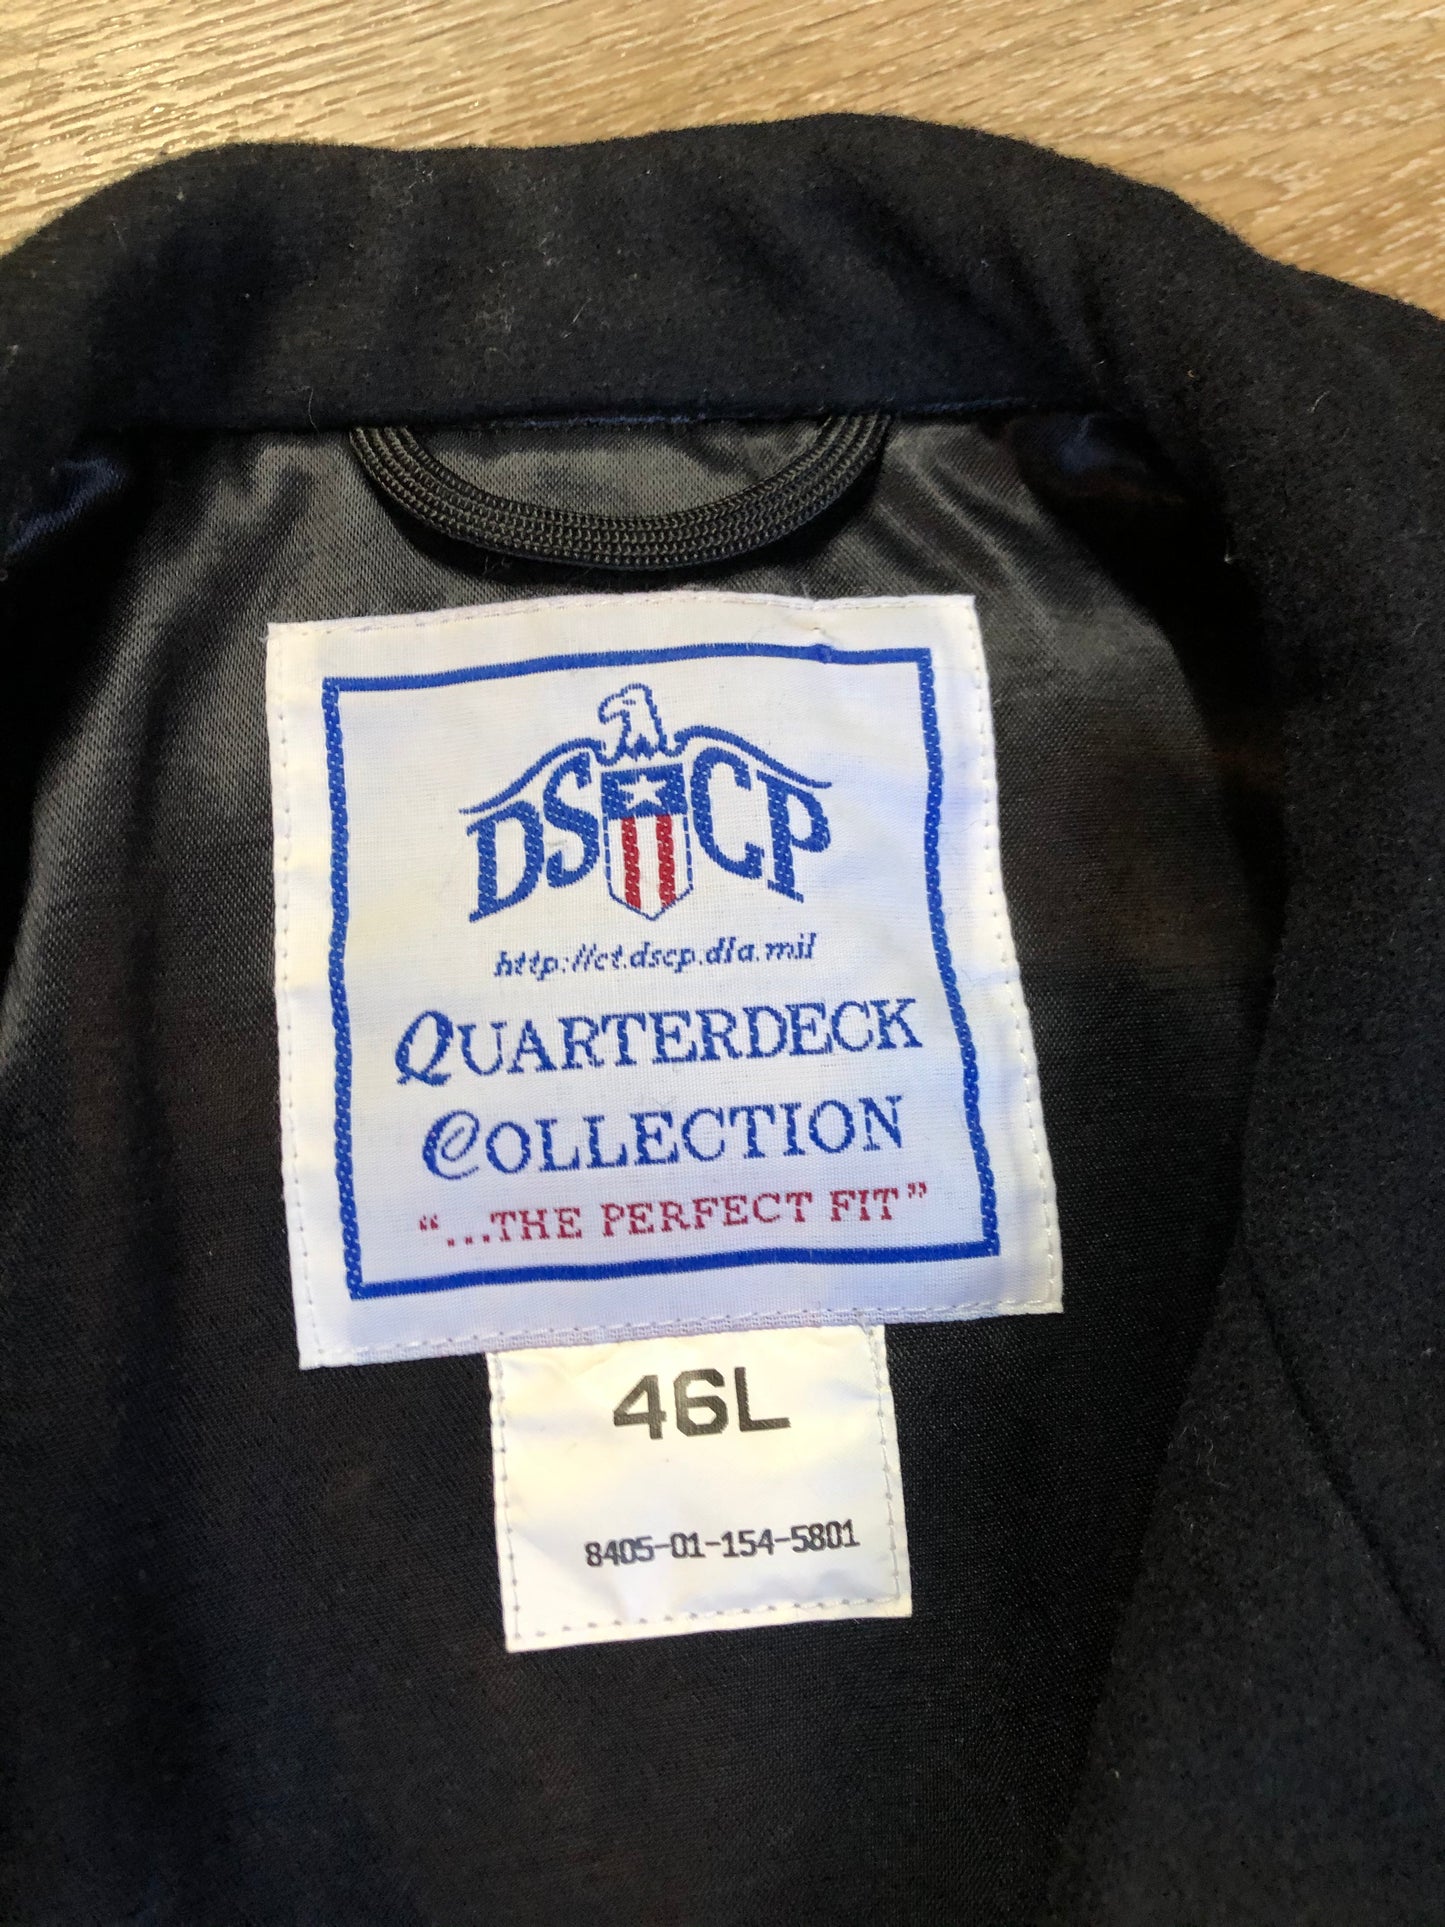 DSCP
http://ct.dscp.dla.mil
QUARTERDECK
COLLECTION
“...THE PERFECT FIT”
46L
8405-01-154-5801